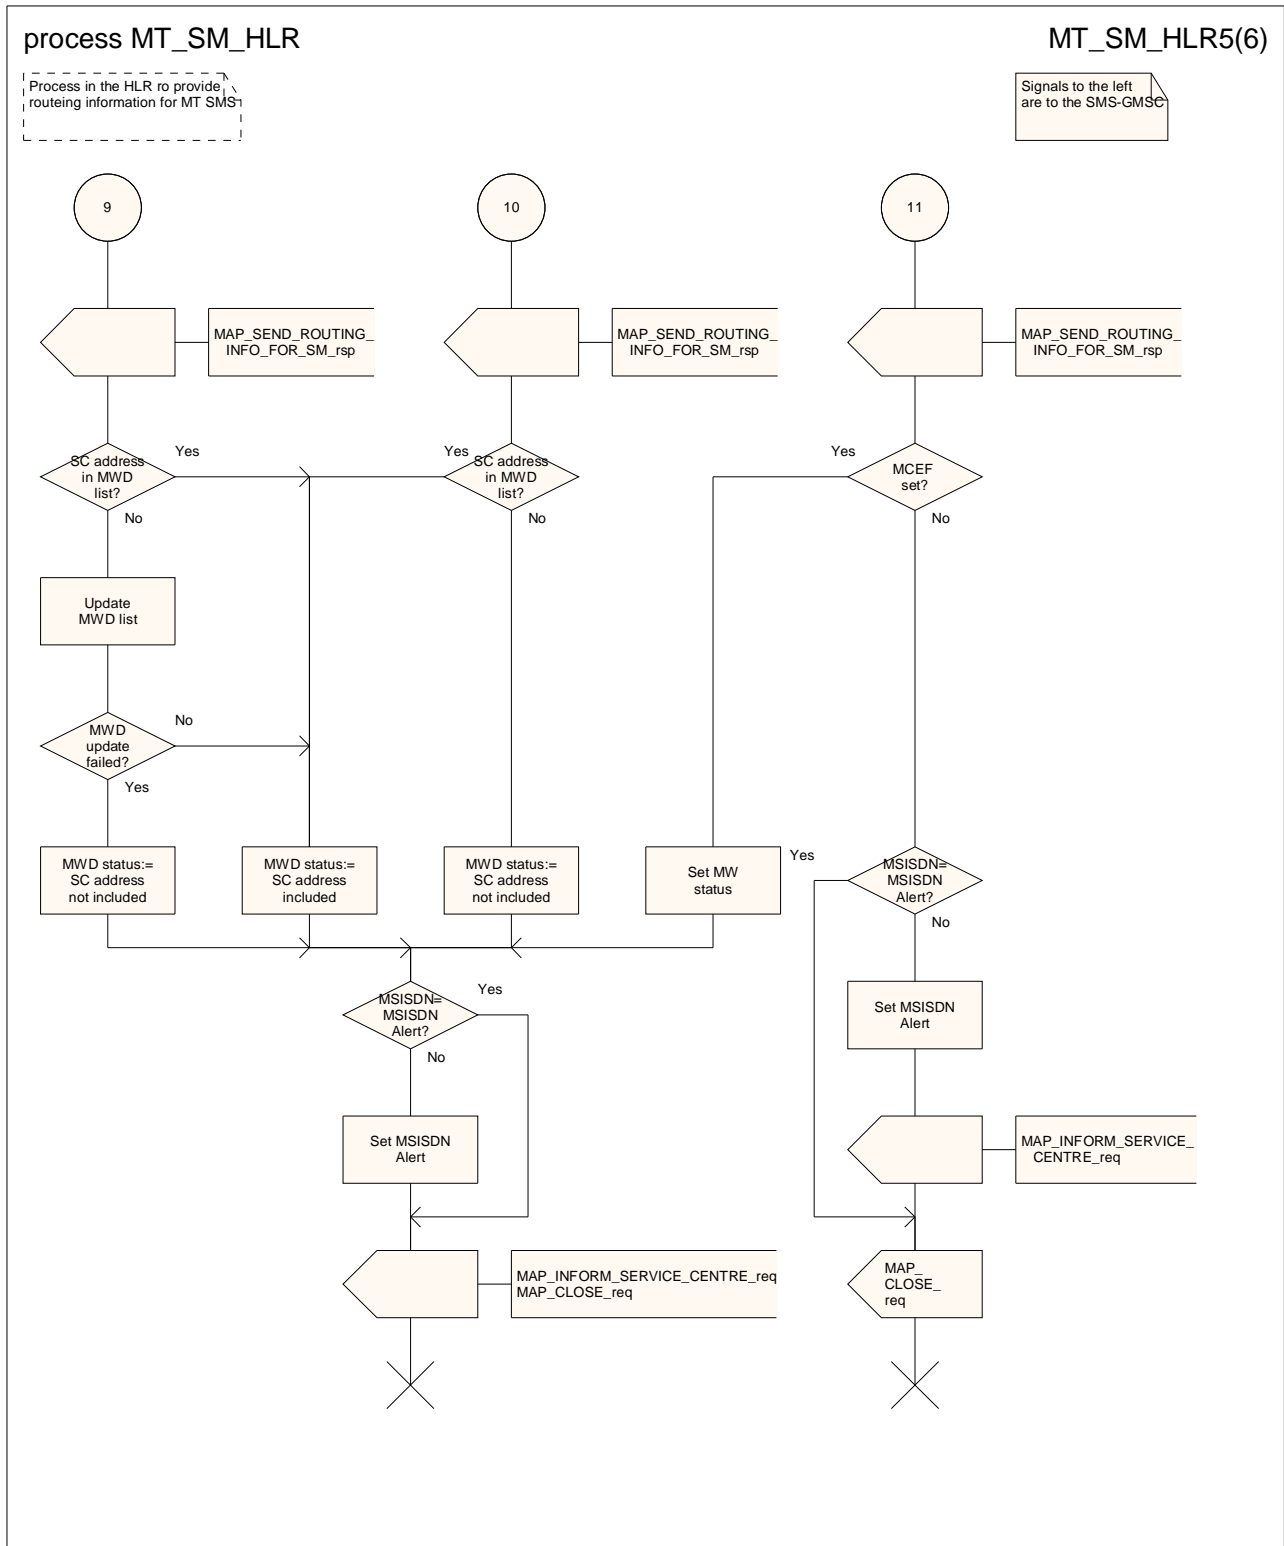 process MT_SM_HLR
MT_SM_HLR5(6)
Process in the HLR ro provide
routeing information for MT SMS
Signals to the left
are to the SMS-GMSC
9
10
11
MAP_SEND_ROUTING_
INFO_FOR_SM_rsp
MAP_SEND_ROUTING_
INFO_FOR_SM_rsp
MAP_SEND_ROUTING_
INFO_FOR_SM_rsp
SC address
in MWD
list?
Yes
No
Yes
SC address
in MWD
list?
No
Yes
MCEF
set?
No
Update
MWD list
MWD
update
failed?
No
Yes
MWD status:=
SC address
not included
MWD status:=
SC address
included
MWD status:=
SC address
not included
Set MW
status
Yes
MSISDN=
MSISDN
Alert?
No
MSISDN=
MSISDN
Alert?
Yes
No
Set MSISDN
Alert
Set MSISDN
Alert
MAP_INFORM_SERVICE_
CENTRE_req
MAP_INFORM_SERVICE_CENTRE_req
MAP_CLOSE_req
MAP_
CLOSE_
req